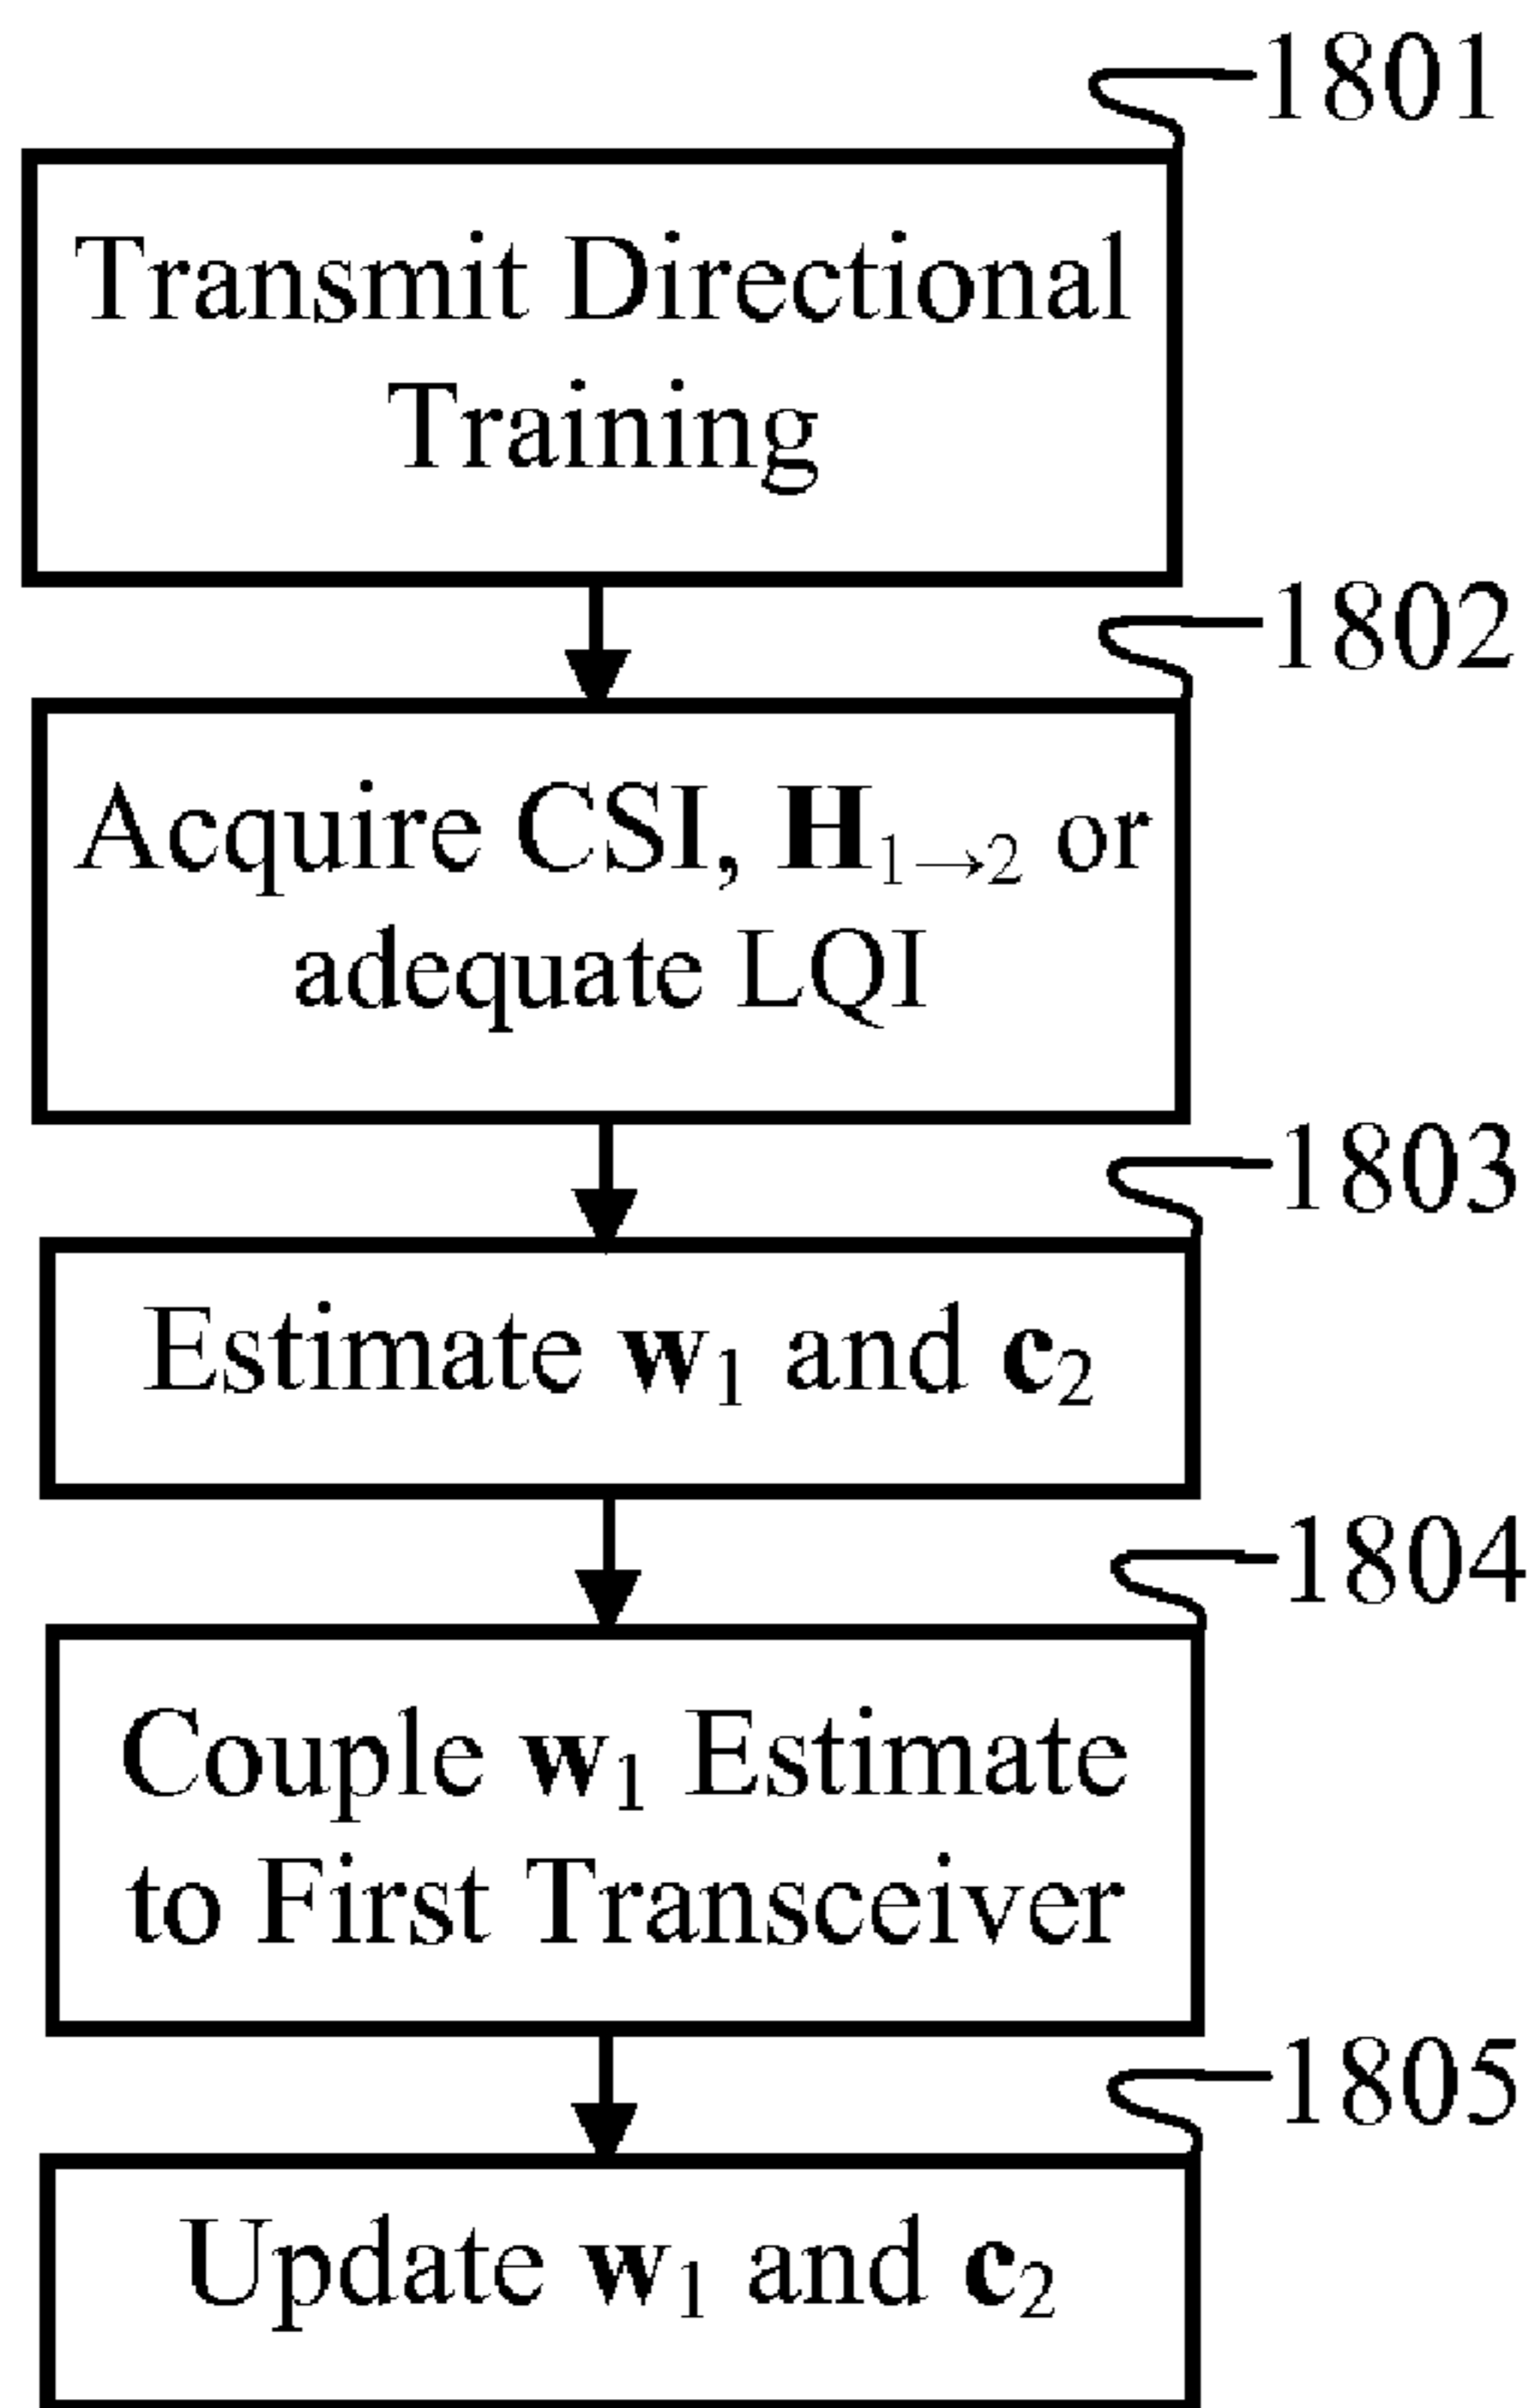 1801
Transmit Directional
Training
1802
Acquire CSI, H₁→₂ or
adequate LQI
1803
Estimate w₁ and c₂
1804
Couple w₁ Estimate
to First Transceiver
1805
Update w₁ and c₂